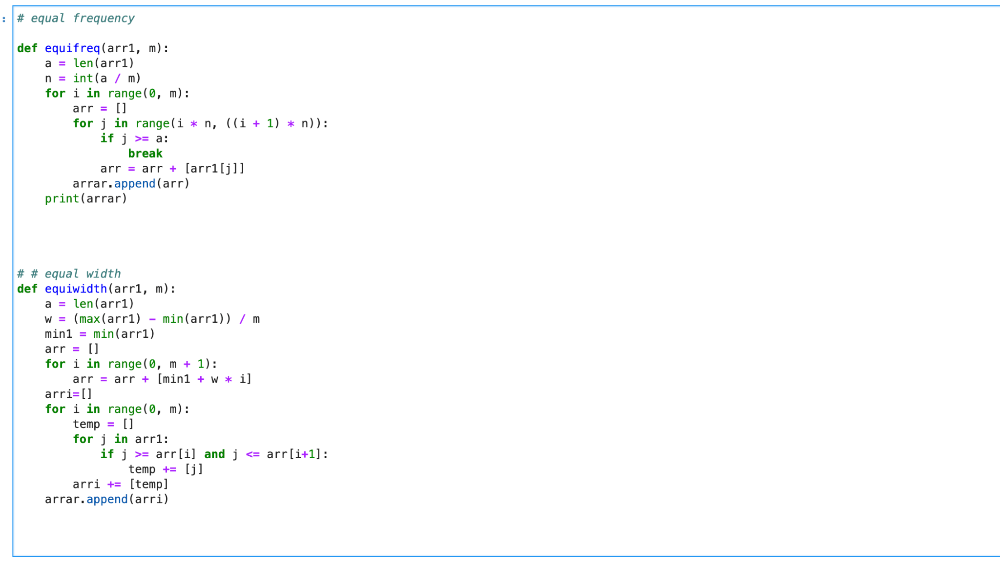 :
# equal frequency
def equifreq(arr1, m):
    a = len(arr1)
    n = int(a / m)
    for i in range(0, m):
        arr = []
        for j in range(i * n, ((i + 1) * n)):
            if j >= a:
                break
            arr = arr + [arr1[j]]
        arrar.append(arr)
    print(arrar)
# # equal width
def equiwidth(arr1, m):
    a = len(arr1)
    w = (max(arr1) - min(arr1)) / m
    min1 = min(arr1)
    arr = []
    for i in range(0, m + 1):
        arr = arr + [min1 + w * i]
    arri=[]
    for i in range(0, m):
        temp = []
        for j in arr1:
            if j >= arr[i] and j <= arr[i+1]:
                temp += [j]
        arri += [temp]
    arrar.append(arri)